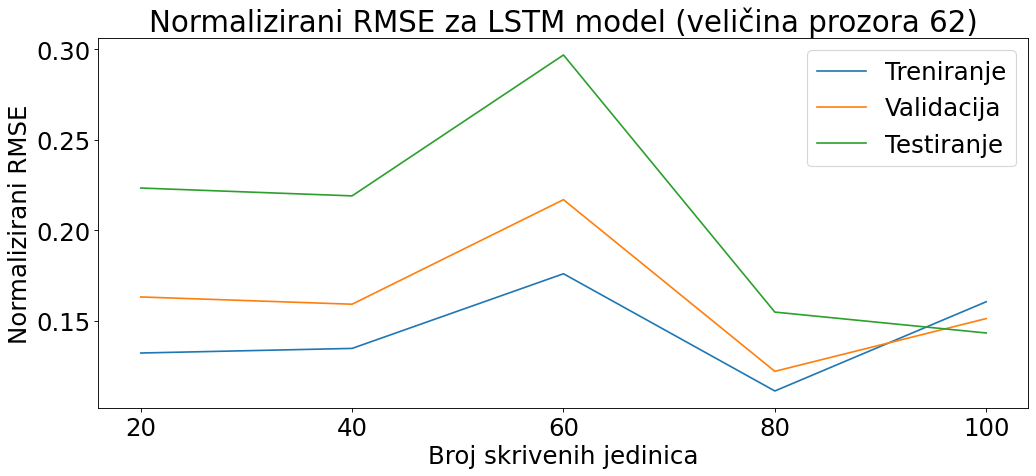 Normalizirani RMSE za LSTM model (veličina prozora 62)
Normalizirani RMSE
0.30
0.25
0.20
0.15
Treniranje
Validacija
Testiranje
20 40 60 80 100
Broj skrivenih jedinica